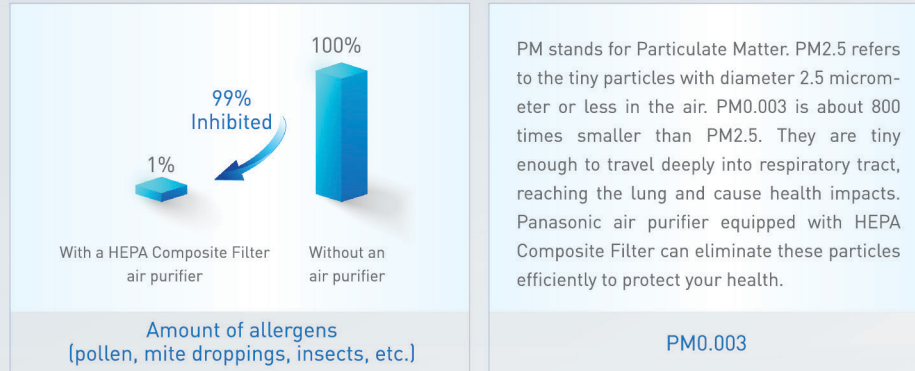 100%
99%
Inhibited
1%
With a HEPA Composite Filter
air purifier
Without an
air purifier
Amount of allergens
(pollen, mite droppings, insects, etc.)
PM stands for Particulate Matter. PM2.5 refers
to the tiny particles with diameter 2.5 microm-
eter or less in the air. PM0.003 is about 800
times smaller than PM2.5. They are tiny
enough to travel deeply into respiratory tract,
reaching the lung and cause health impacts.
Panasonic air purifier equipped with HEPA
Composite Filter can eliminate these particles
efficiently to protect your health.
PM0.003